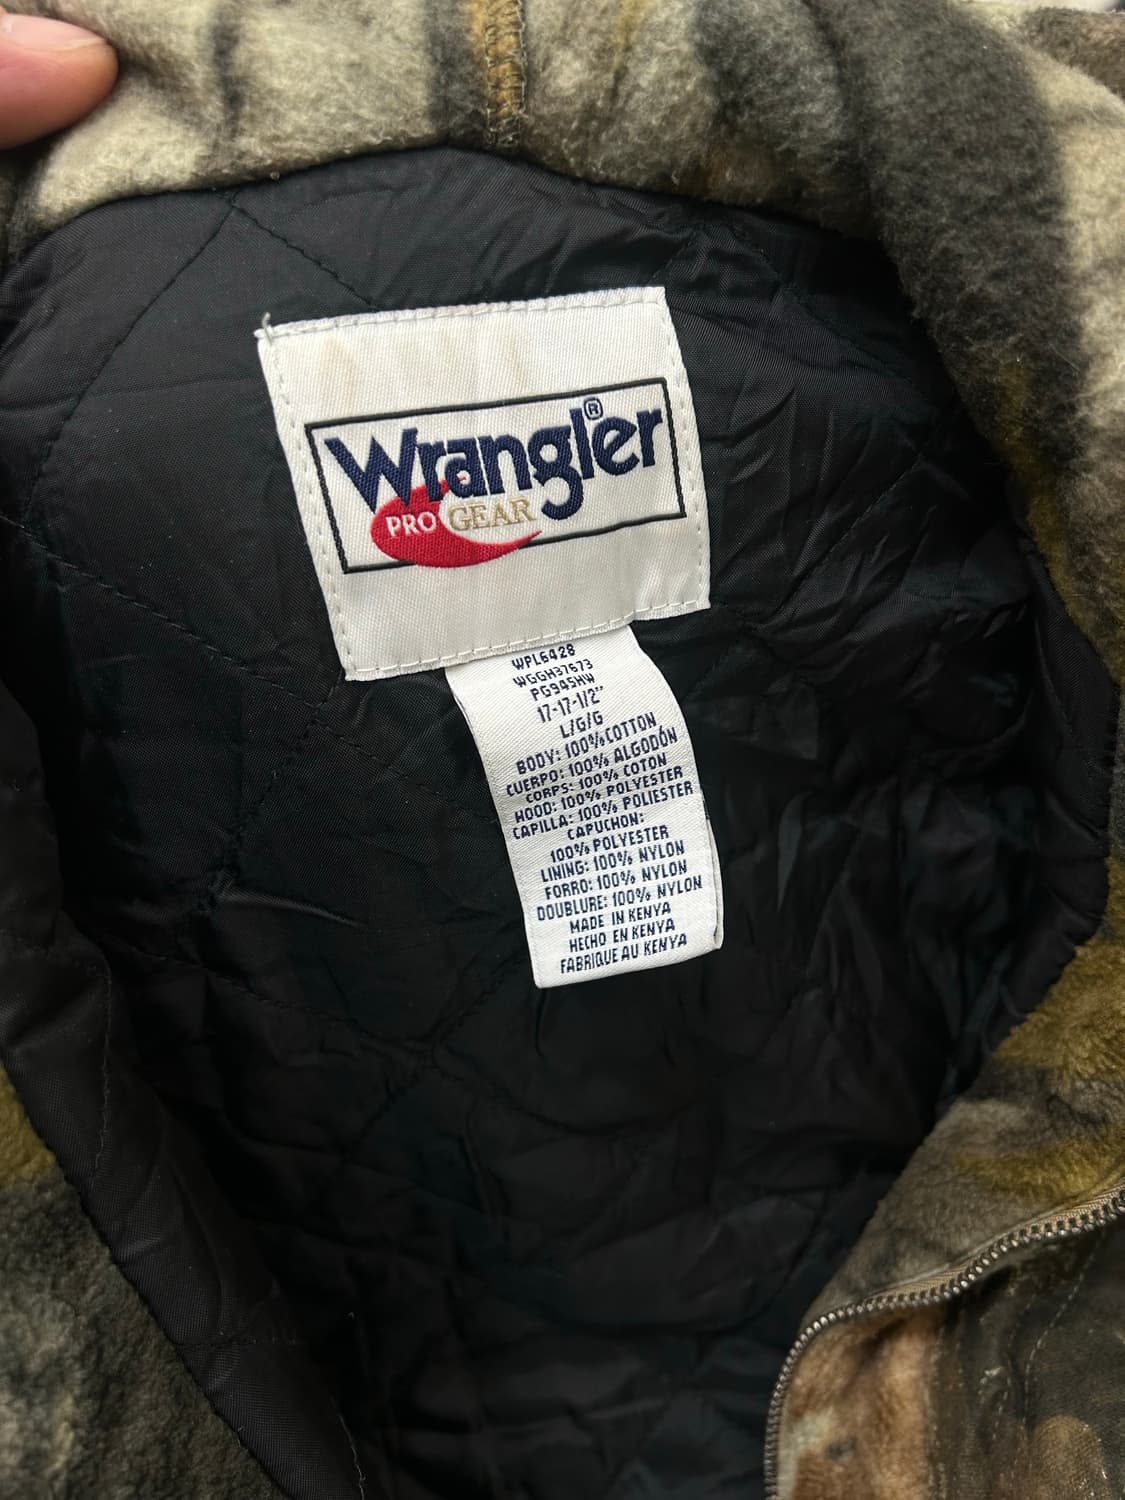 Wrangler®
PRO GEAR
WPL6428
WGGH37673
PG945HW
17-17-1/2"
L/G/G
BODY: 100% COTTON
CUERPO: 100% ALGODÓN
CORPS: 100% COTON
HOOD: 100% POLYESTER
CAPILLA: 100% POLIESTER
CAPUCHON:
100% POLYESTER
LINING: 100% NYLON
FORRO: 100% NYLON
DOUBLURE: 100% NYLON
MADE IN KENYA
HECHO EN KENYA
FABRIQUE AU KENYA